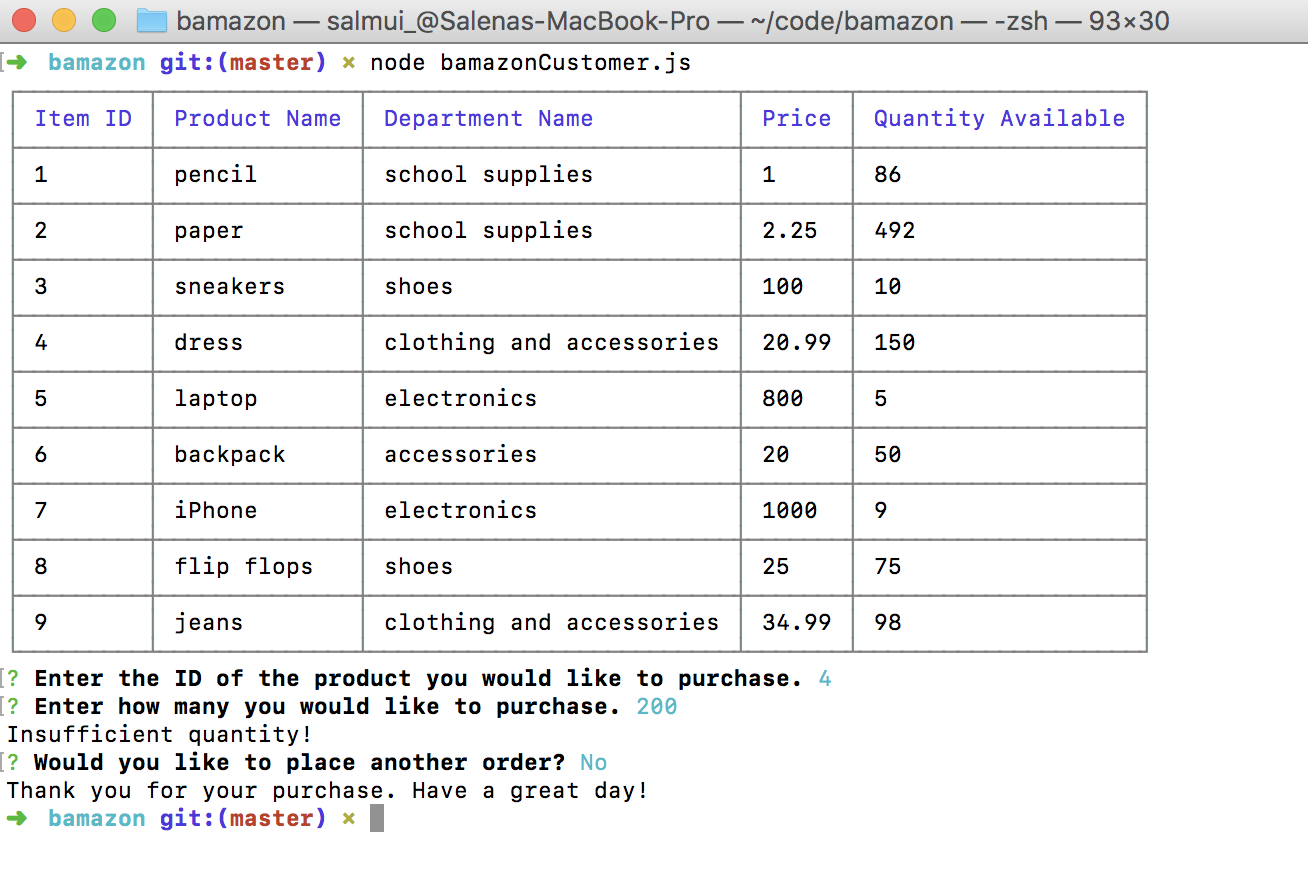 bamazon — salmui_@Salenas-MacBook-Pro — ~/code/bamazon — -zsh — 93×30
➜ bamazon git:(master) × node bamazonCustomer.js
Item ID Product Name Department Name Price Quantity Available
1 pencil school supplies 1 86
2 paper school supplies 2.25 492
3 sneakers shoes 100 10
4 dress clothing and accessories 20.99 150
5 laptop electronics 800 5
6 backpack accessories 20 50
7 iPhone electronics 1000 9
8 flip flops shoes 25 75
9 jeans clothing and accessories 34.99 98
? Enter the ID of the product you would like to purchase. 4
? Enter how many you would like to purchase. 200
Insufficient quantity!
? Would you like to place another order? No
Thank you for your purchase. Have a great day!
➜ bamazon git:(master) ×